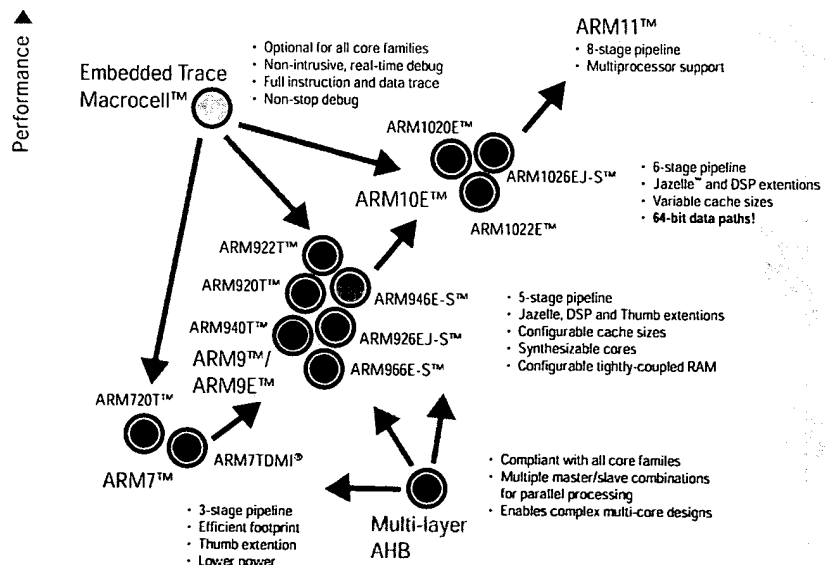 Performance
Embedded Trace
Macrocell™
· Optional for all core families
· Non-intrusive, real-time debug
· Full instruction and data trace
· Non-stop debug
ARM11™
· 8-stage pipeline
· Multiprocessor support
ARM1020E™
ARM1026EJ-S™
ARM10E™
ARM1022E™
· 6-stage pipeline
· Jazelle™ and DSP extentions
· Variable cache sizes
· 64-bit data paths!
ARM922T™
ARM920T™
ARM946E-S™
ARM940T™
ARM926EJ-S™
ARM9™/
ARM9E™
ARM966E-S™
· 5-stage pipeline
· Jazelle, DSP and Thumb extentions
· Configurable cache sizes
· Synthesizable cores
· Configurable tightly-coupled RAM
ARM720T™
ARM7TDMI®
ARM7™
· 3-stage pipeline
· Efficient footprint
· Thumb extention
· Lower power
Multi-layer
AHB
· Compliant with all core familes
· Multiple master/slave combinations
for parallel processing
· Enables complex multi-core designs